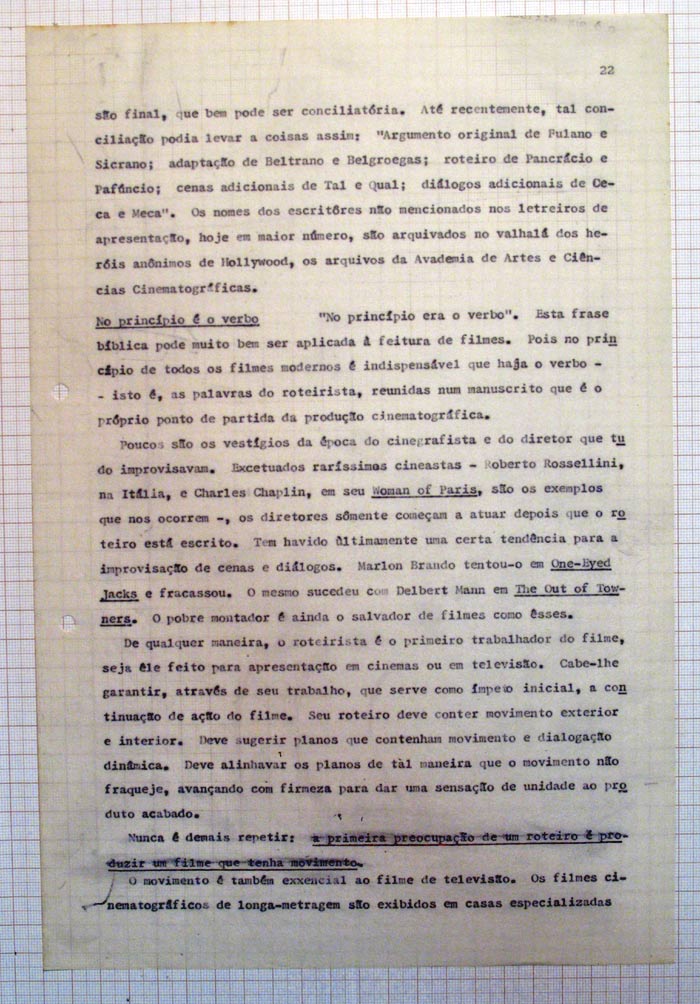 22
são final, que bem pode ser conciliatória. Até recentemente, tal con-
ciliação podia levar a coisas assim: "Argumento original de Fulano e
Sicrano; adaptação de Beltrano e Belgroegas; roteiro de Pancrácio e
Pafúncio; cenas adicionais de Tal e Qual; diálogos adicionais de Ce-
ca e Meca". Os nomes dos escritôres não mencionados nos letreiros de
apresentação, hoje em maior número, são arquivados no valhalá dos he-
róis anônimos de Hollywood, os arquivos da Avademia de Artes e Ciên-
cias Cinematográficas.
No princípio é o verbo "No princípio era o verbo". Esta frase
bíblica pode muito bem ser aplicada à feitura de filmes. Pois no prin
cípio de todos os filmes modernos é indispensável que haja o verbo -
- isto é, as palavras do roteirista, reunidas num manuscrito que é o
próprio ponto de partida da produção cinematográfica.
Poucos são os vestígios da época do cinegrafista e do diretor que tu
do improvisavam. Excetuados raríssimos cineastas - Roberto Rossellini,
na Itália, e Charles Chaplin, em seu Woman of Paris, são os exemplos
que nos ocorrem -, os diretores sòmente começam a atuar depois que o ro
teiro está escrito. Tem havido ùltimamente uma certa tendência para a
improvisação de cenas e diálogos. Marlon Brando tentou-o em One-Eyed
Jacks e fracassou. O mesmo sucedeu com Delbert Mann em The Out of Tow-
ners. O pobre montador é ainda o salvador de filmes como êsses.
De qualquer maneira, o roteirista é o primeiro trabalhador do filme,
seja êle feito para apresentação em cinemas ou em televisão. Cabe-lhe
garantir, através de seu trabalho, que serve como ímpeto inicial, a con
tinuação de ação do filme. Seu roteiro deve conter movimento exterior
e interior. Deve sugerir planos que contenham movimento e dialogação
dinâmica. Deve alinhavar os planos de tal maneira que o movimento não
fraqueje, avançando com firmeza para dar uma sensação de unidade ao pro
duto acabado.
Nunca é demais repetir: a primeira preocupação de um roteiro é pro-
duzir um filme que tenha movimento.
O movimento é também exxencial ao filme de televisão. Os filmes ci-
nematográficos de longa-metragem são exibidos em casas especializadas